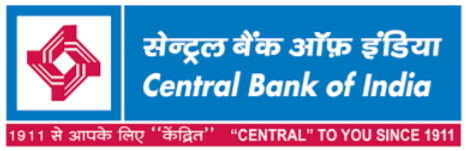 सेन्ट्रल बैंक ऑफ़ इंडिया
Central Bank of India
1911 से आपके लिए ‘‘केंद्रित’’ “CENTRAL” TO YOU SINCE 1911